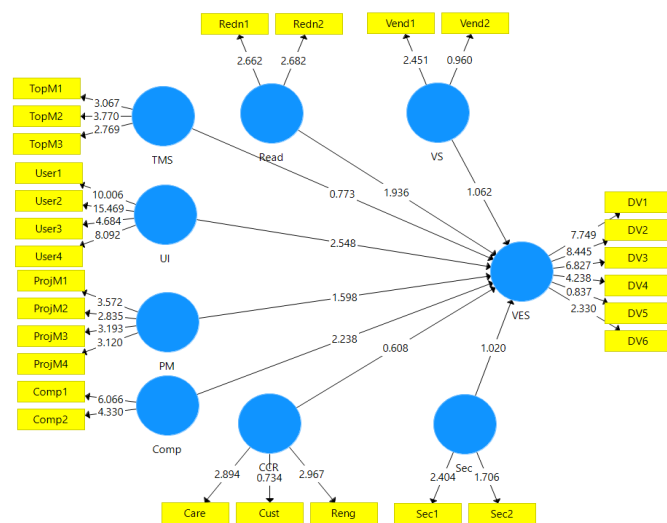 Redn1
Redn2
Vend1
Vend2
2.662
2.682
2.451
0.960
TopM1
TopM2
TopM3
3.067
3.770
2.769
TMS
Read
VS
User1
User2
User3
User4
10.006
15.469
4.684
8.092
UI
0.773
1.936
1.062
2.548
DV1
DV2
DV3
DV4
DV5
DV6
7.749
8.445
6.827
4.238
0.837
2.330
VES
ProjM1
ProjM2
ProjM3
ProjM4
3.572
2.835
3.193
3.120
PM
1.598
2.238
0.608
1.020
Comp1
Comp2
6.066
4.330
Comp
CCR
Sec
2.894
0.734
2.967
2.404
1.706
Care
Cust
Reng
Sec1
Sec2